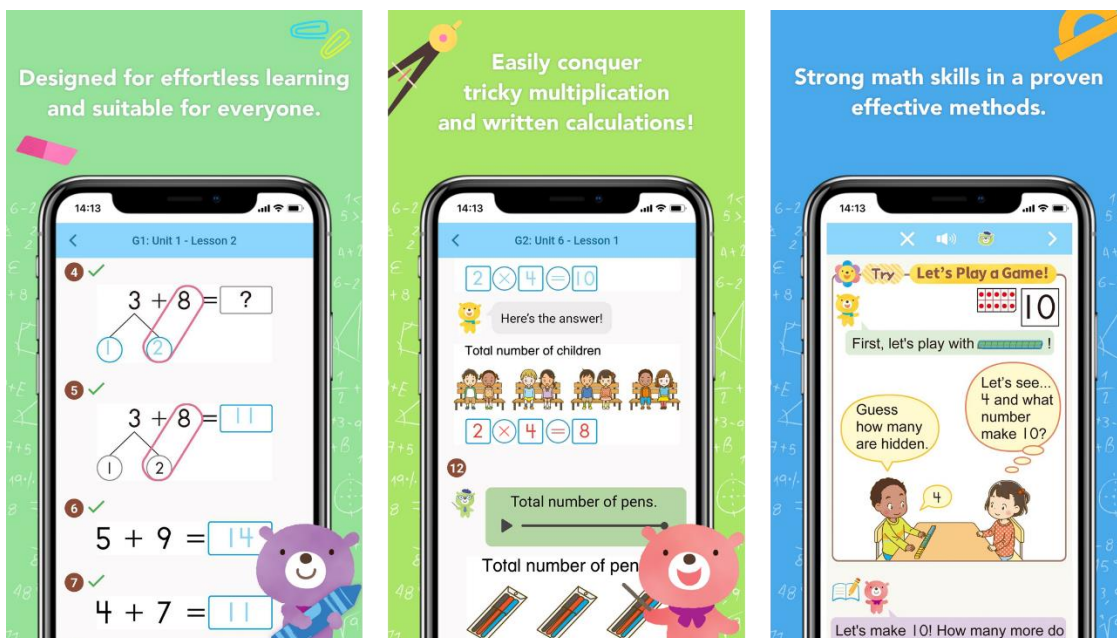 Designed for effortless learning
and suitable for everyone.
14:13
G1: Unit 1 - Lesson 2
4
3 + 8 = ?
1 2
5
3 + 8 = 11
1 2
6
5 + 9 = 14
7
4 + 7 = 11
Easily conquer
tricky multiplication
and written calculations!
14:13
G2: Unit 6 - Lesson 1
2 × 4 = 10
Here's the answer!
Total number of children
2 × 4 = 8
12
Total number of pens.
Total number of pen
Strong math skills in a proven
effective methods.
14:13
Try - Let's Play a Game!
10
First, let's play with !
Guess
how many
are hidden.
4
Let's see...
4 and what
number
make 10?
Let's make 10! How many more do